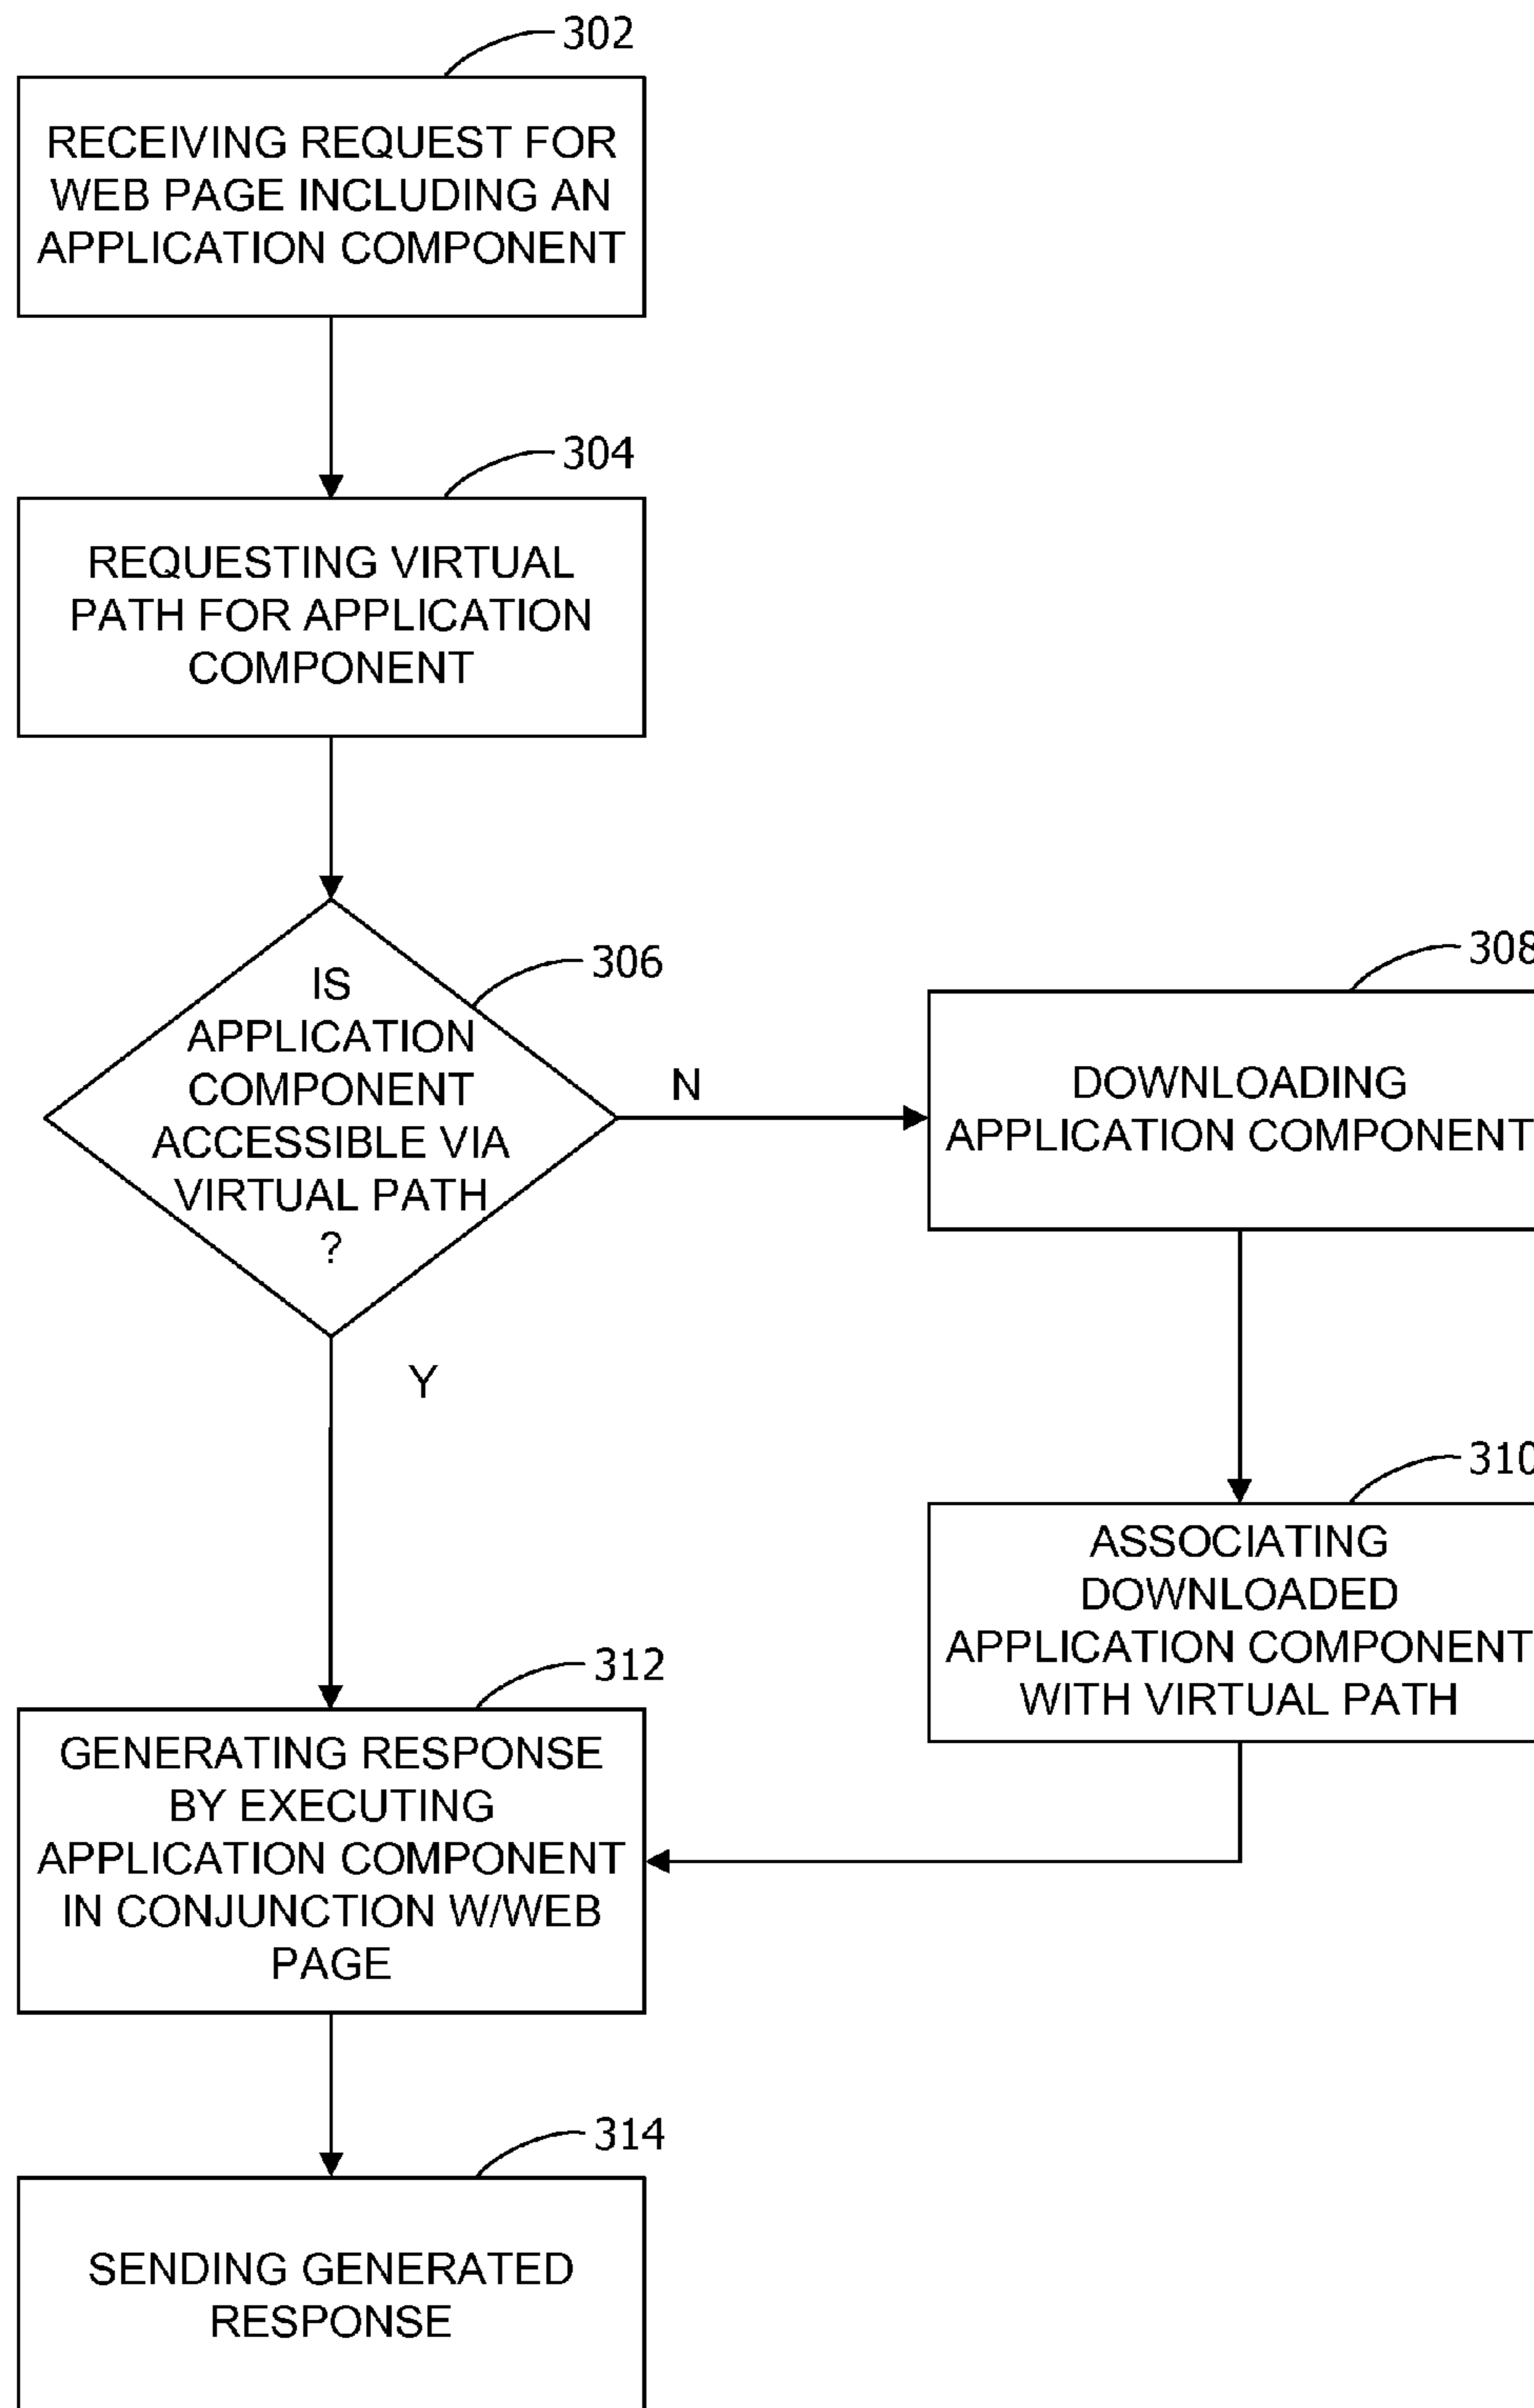 302
RECEIVING REQUEST FOR
WEB PAGE INCLUDING AN
APPLICATION COMPONENT
304
REQUESTING VIRTUAL
PATH FOR APPLICATION
COMPONENT
306
IS
APPLICATION
COMPONENT
ACCESSIBLE VIA
VIRTUAL PATH
?
N
Y
308
DOWNLOADING
APPLICATION COMPONENT
310
ASSOCIATING
DOWNLOADED
APPLICATION COMPONENT
WITH VIRTUAL PATH
312
GENERATING RESPONSE
BY EXECUTING
APPLICATION COMPONENT
IN CONJUNCTION W/WEB
PAGE
314
SENDING GENERATED
RESPONSE